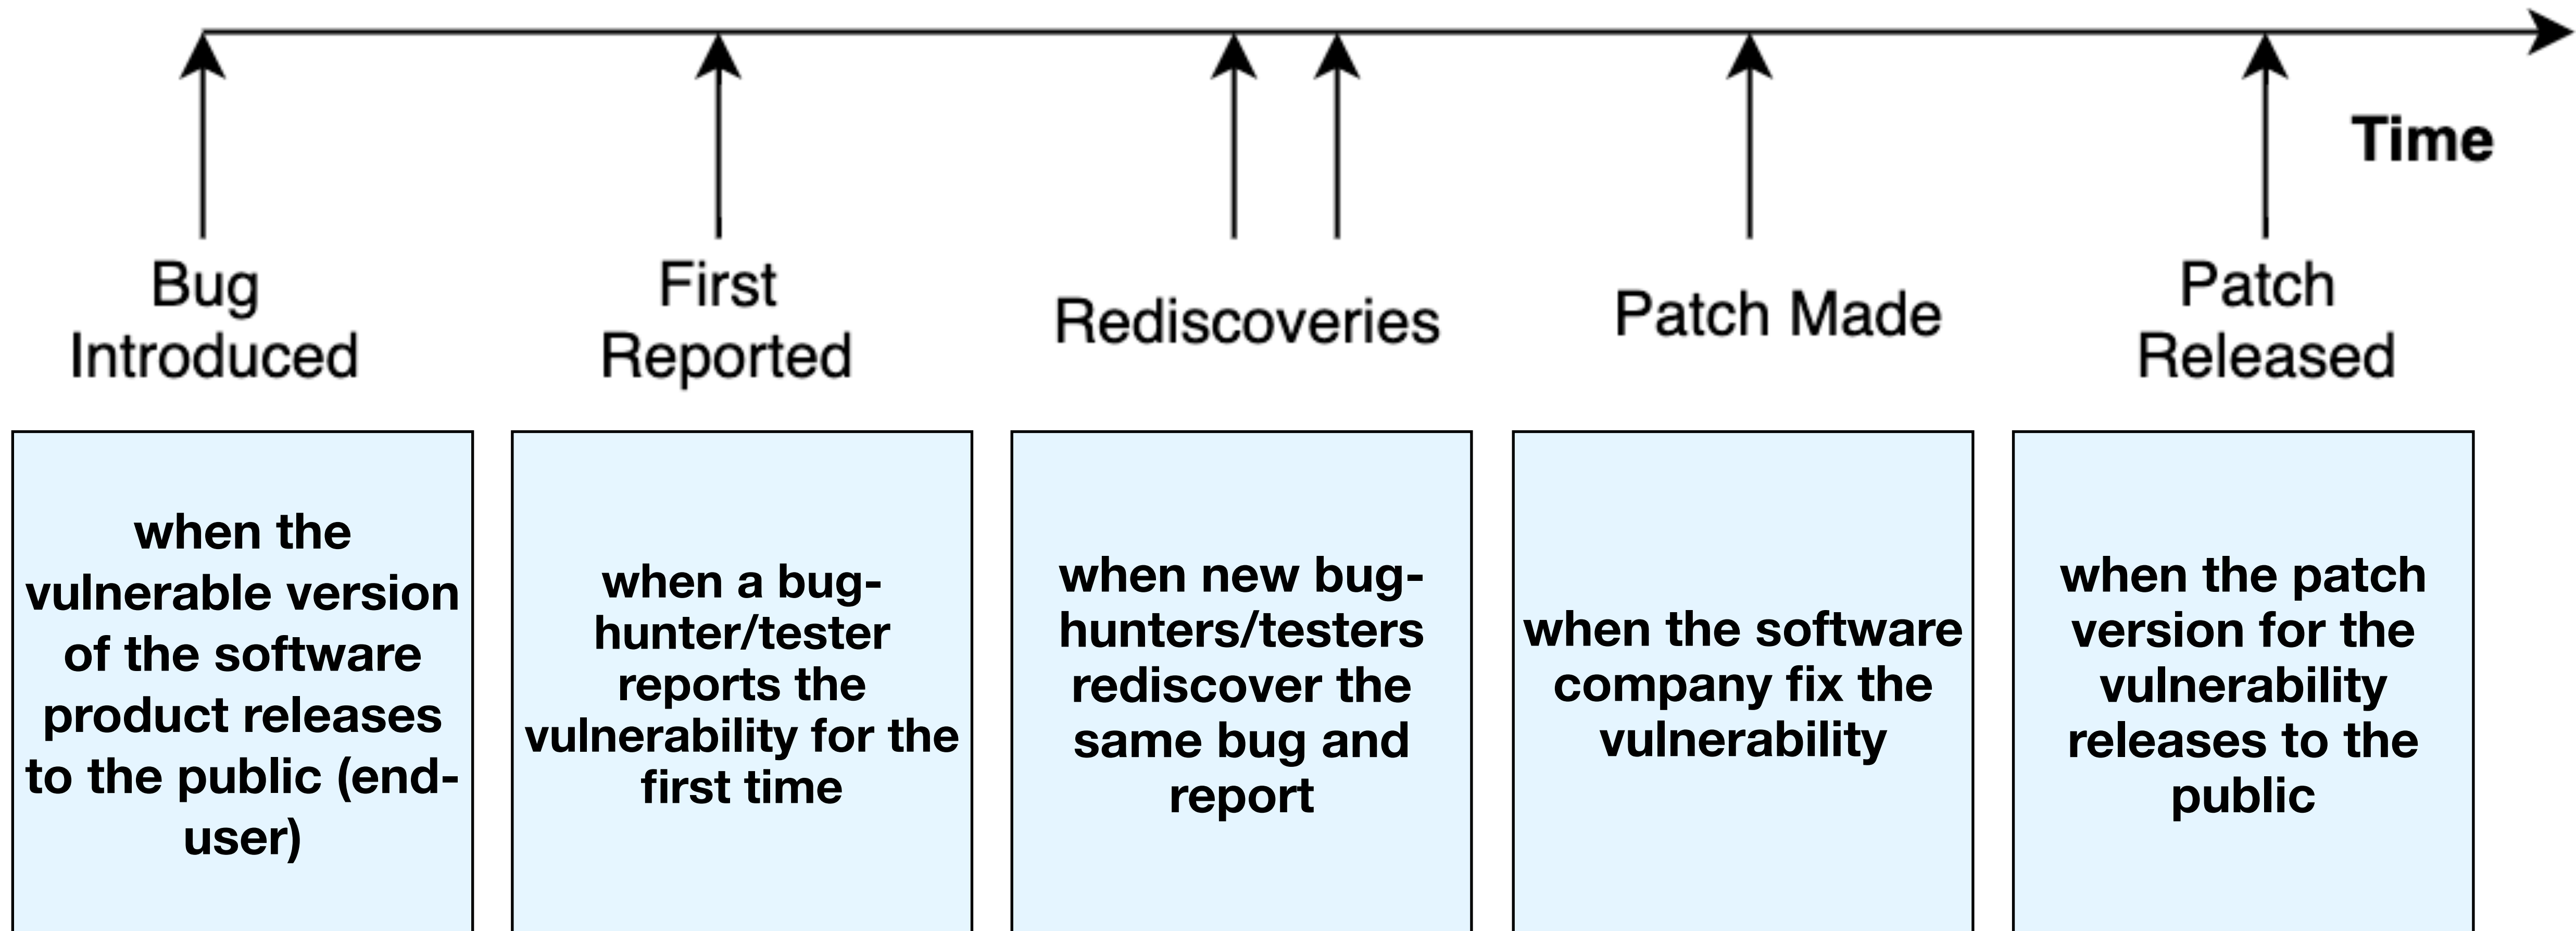 Time
Bug
Introduced
First
Reported
Rediscoveries
Patch Made
Patch
Released
when the
vulnerable version
of the software
product releases
to the public (end-
user)
when a bug-
hunter/tester
reports the
vulnerability for the
first time
when new bug-
hunters/testers
rediscover the
same bug and
report
when the software
company fix the
vulnerability
when the patch
version for the
vulnerability
releases to the
public